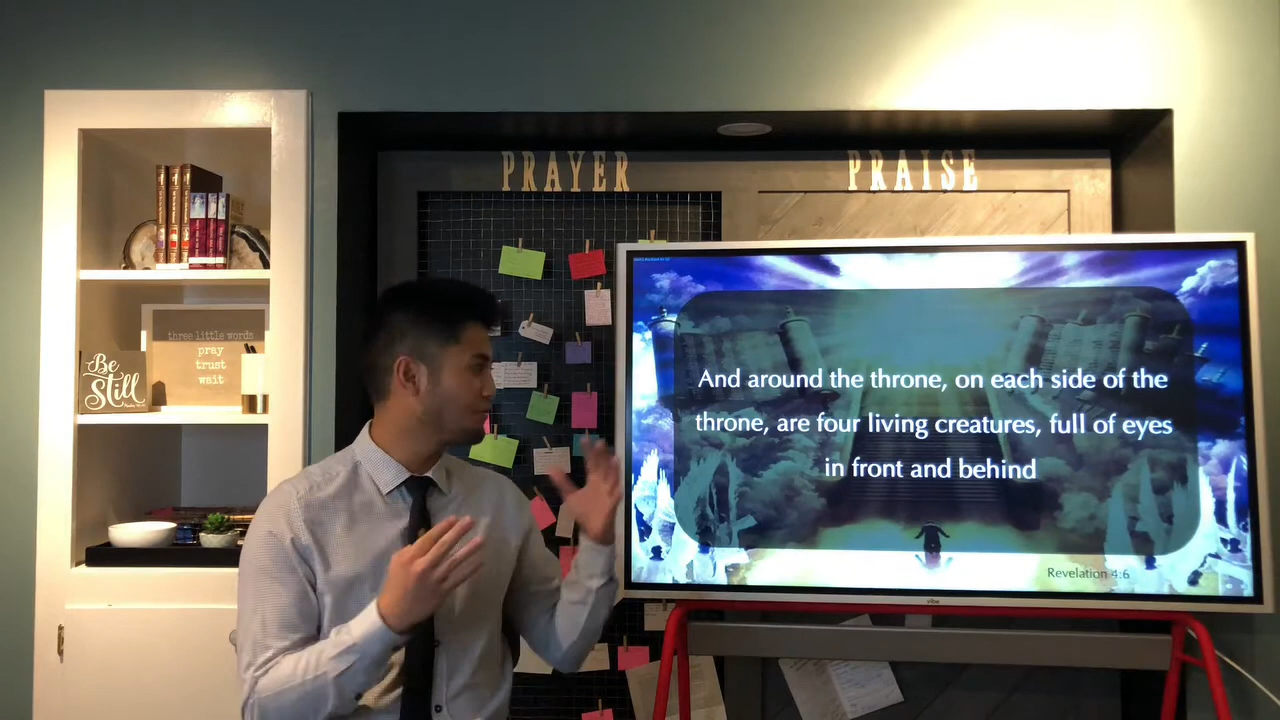 PRAYER
PRAISE
three little words
pray
trust
wait
Be
Still
And around the throne, on each side of the
throne, are four living creatures, full of eyes
in front and behind
Revelation 4:6
vibe